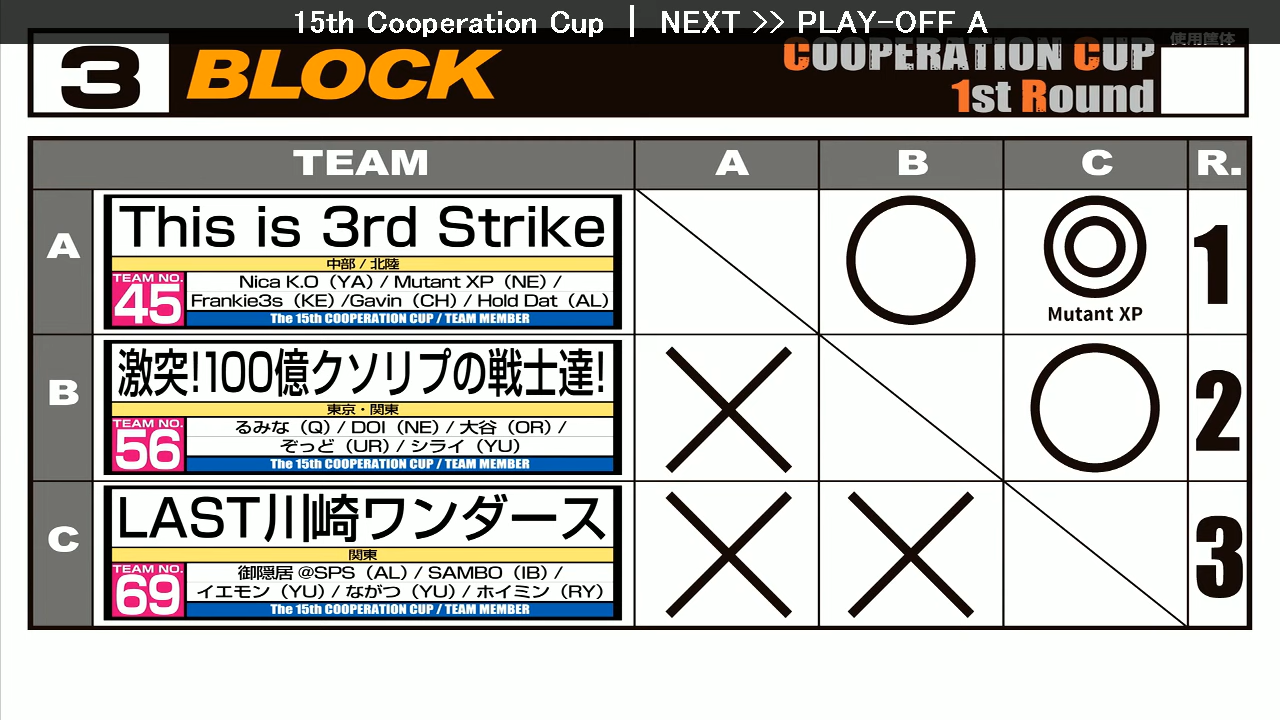 15th Cooperation Cup | NEXT >> PLAY-OFF A
3 BLOCK
COOPERATION CUP
1st ROUND
使用筐体
TEAM A B C R.
A
This is 3rd Strike
中部 / 北陸
TEAM NO.
45
Nica K.O（YA）/ Mutant XP（NE）/
Frankie3s（KE）/Gavin（CH）/ Hold Dat（AL）
The 15th COOPERATION CUP / TEAM MEMBER
Mutant XP
1
B
激突!100億クソリプの戦士達!
東京・関東
TEAM NO.
56
るみな（Q）/ DOI（NE）/ 大谷（OR）/
ぞっど（UR）/ シライ（YU）
The 15th COOPERATION CUP / TEAM MEMBER
2
C
LAST川崎ワンダース
関東
TEAM NO.
69
御隠居@SPS（AL）/ SAMBO（IB）/
イエモン（YU）/ ながつ（YU）/ ホイミン（RY）
The 15th COOPERATION CUP / TEAM MEMBER
3